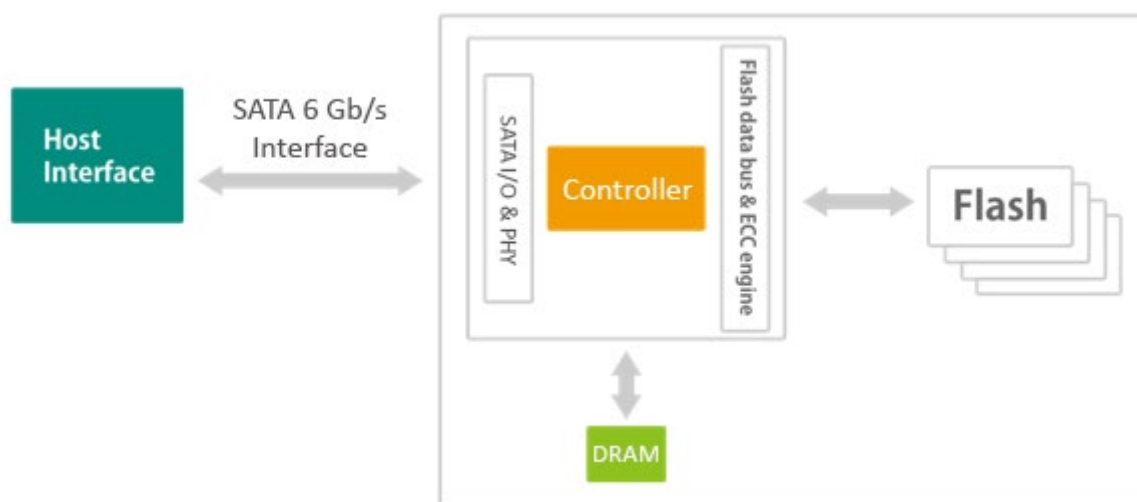 SATA 6 Gb/s
Interface
Host
Interface
SATA I/O & PHY
Controller
Flash data bus & ECC engine
Flash
DRAM